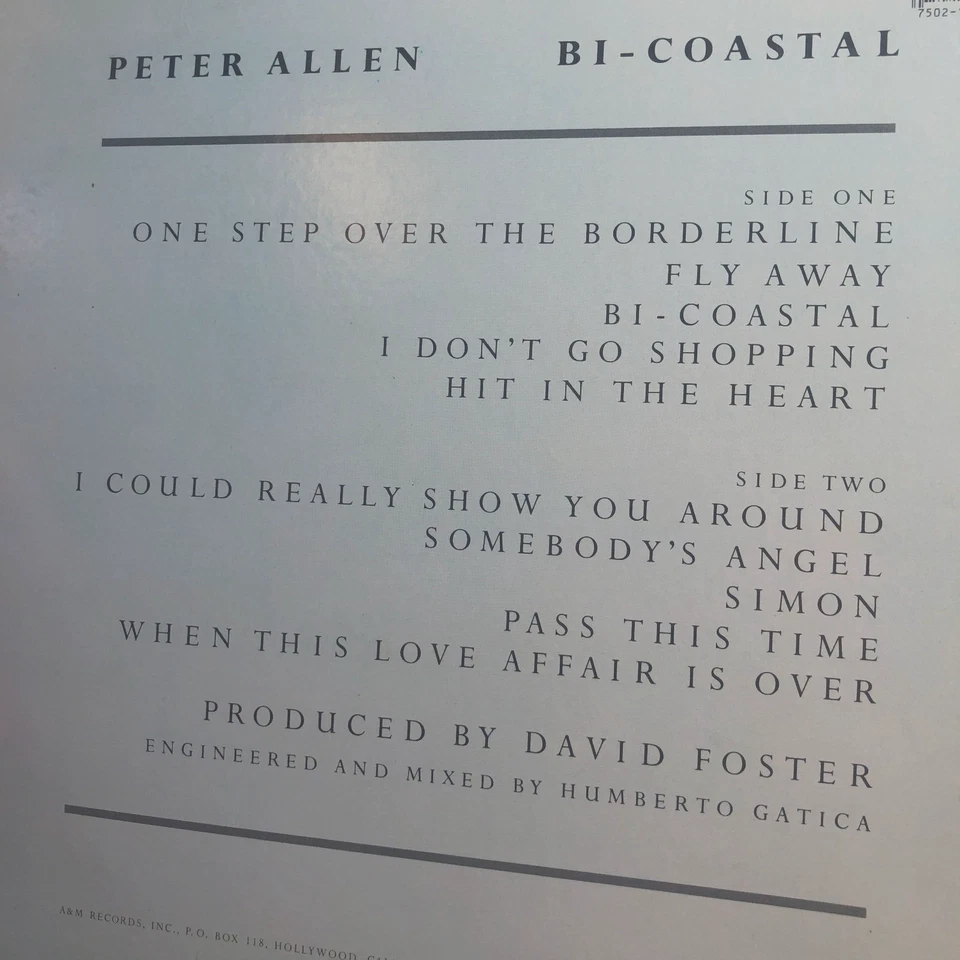 7502-
PETER ALLEN BI-COASTAL
SIDE ONE
ONE STEP OVER THE BORDERLINE
FLY AWAY
BI-COASTAL
I DON'T GO SHOPPING
HIT IN THE HEART
SIDE TWO
I COULD REALLY SHOW YOU AROUND
SOMEBODY'S ANGEL
SIMON
PASS THIS TIME
WHEN THIS LOVE AFFAIR IS OVER
PRODUCED BY DAVID FOSTER
ENGINEERED AND MIXED BY HUMBERTO GATICA
A&M RECORDS, INC., P.O. BOX 118, HOLLYWOOD,